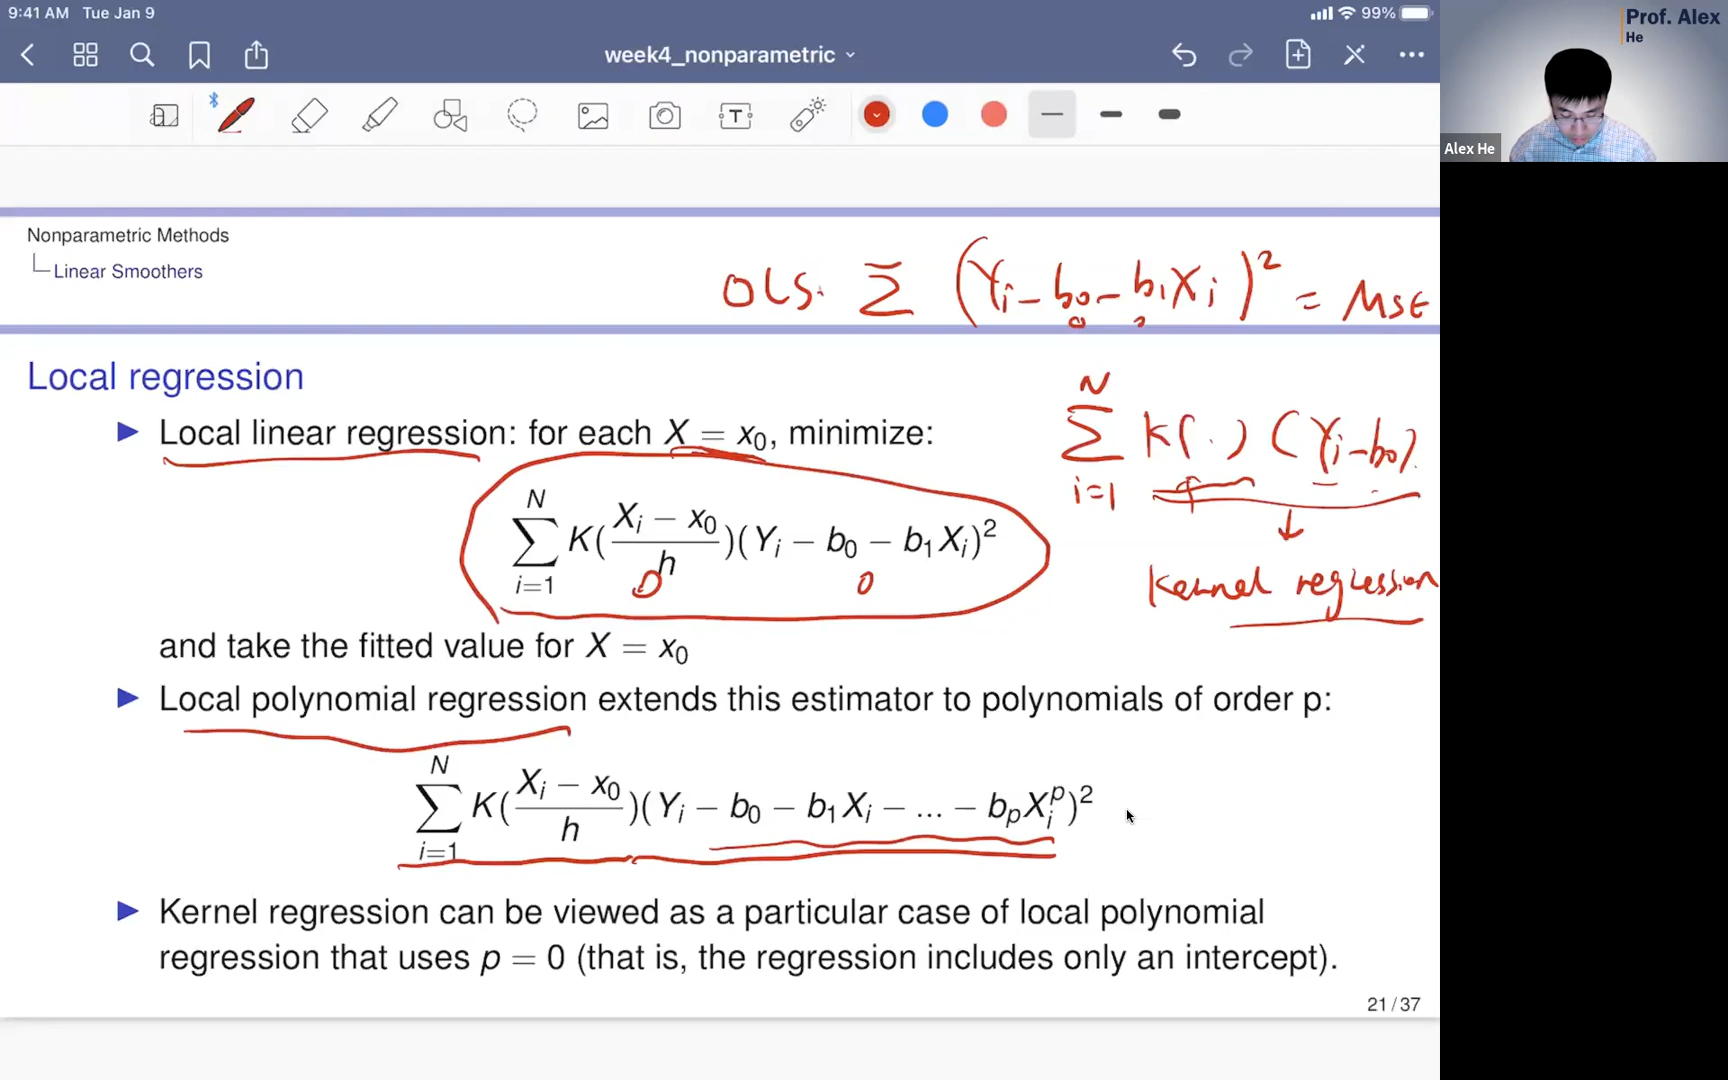 9:41 AM Tue Jan 9
99%
week4_nonparametric
T
Prof. Alex
He
Alex He
Nonparametric Methods
Linear Smoothers
OLS. Σ (Yi − b0 − b1Xi)² = MSE
Local regression
▶ Local linear regression: for each X = x₀, minimize:
N
Σ K(Xi − x₀ / h)(Yi − b₀ − b₁Xi)²
i=1
N
Σ K(·) (Yi − b0)
i=1
↓
Kernel regression
and take the fitted value for X = x₀
▶ Local polynomial regression extends this estimator to polynomials of order p:
N
Σ K(Xi − x₀ / h)(Yi − b₀ − b₁Xi − ... − bₚXiᵖ)²
i=1
▶ Kernel regression can be viewed as a particular case of local polynomial
regression that uses p = 0 (that is, the regression includes only an intercept).
21 / 37